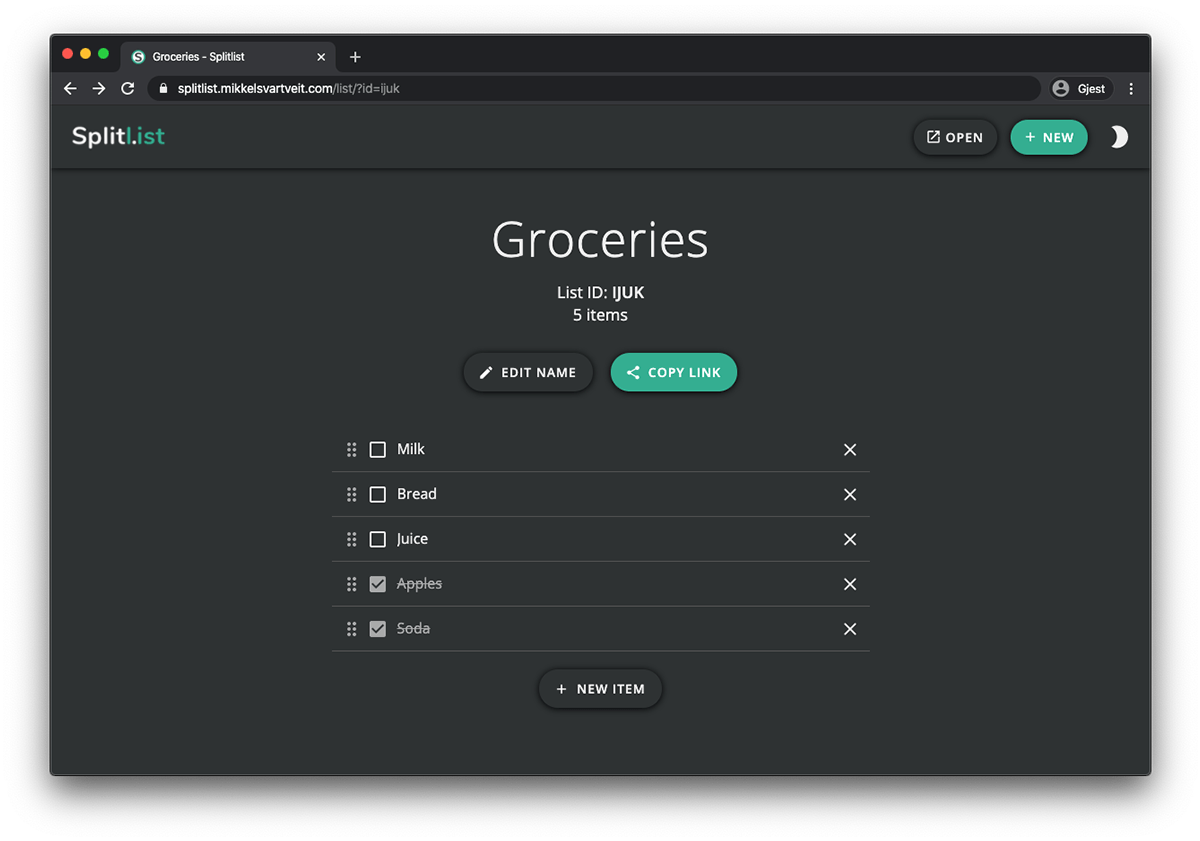 Groceries - Splitlist
splitlist.mikkelsvartveit.com/list/?id=ijuk
Gjest
Splitl.ist
OPEN
+ NEW
Groceries
List ID: IJUK
5 items
EDIT NAME
COPY LINK
Milk
Bread
Juice
Apples
Soda
+ NEW ITEM